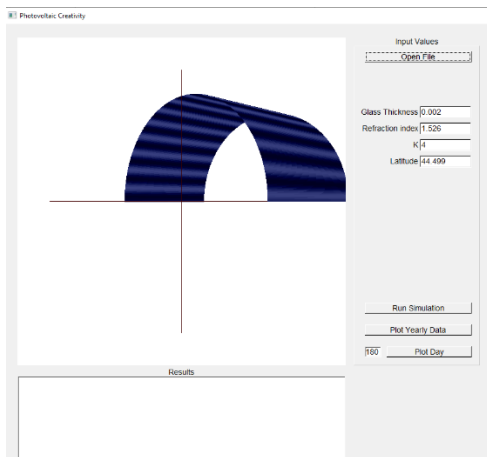 Photovoltaic Creativity
Input Values
Open File
Glass Thickness 0.002
Refraction index 1.526
K 4
Latitude 44.499
Run Simulation
Plot Yearly Data
180 Plot Day
Results